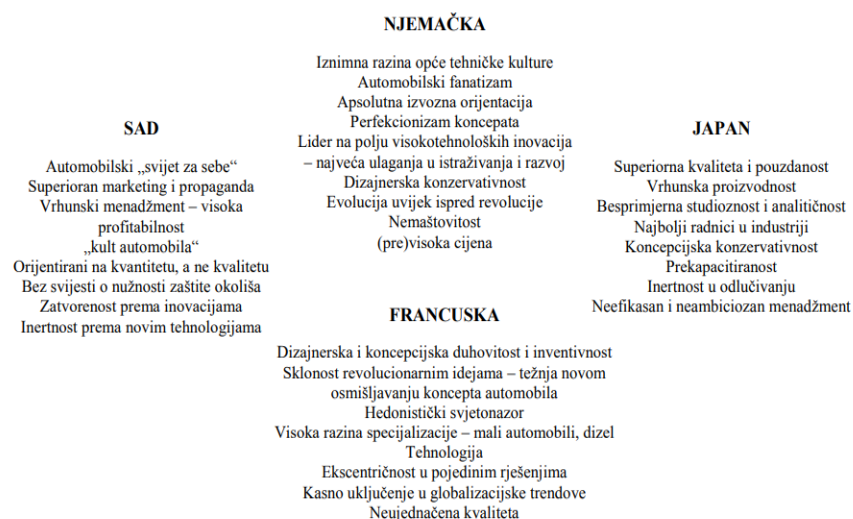 NJEMAČKA
Iznimna razina opće tehničke kulture
Automobilski fanatizam
Apsolutna izvozna orijentacija
Perfekcionizam koncepata
Lider na polju visokotehnoloških inovacija
– najveća ulaganja u istraživanja i razvoj
Dizajnerska konzervativnost
Evolucija uvijek ispred revolucije
Nemaštovitost
(pre)visoka cijena
SAD
Automobilski „svijet za sebe“
Superioran marketing i propaganda
Vrhunski menadžment – visoka
profitabilnost
„kult automobila“
Orijentirani na kvantitetu, a ne kvalitetu
Bez svijesti o nužnosti zaštite okoliša
Zatvorenost prema inovacijama
Inertnost prema novim tehnologijama
JAPAN
Superiorna kvaliteta i pouzdanost
Vrhunska proizvodnost
Besprimjerna studioznost i analitičnost
Najbolji radnici u industriji
Koncepcijska konzervativnost
Prekapacitiranost
Inertnost u odlučivanju
Neefikasan i neambiciozan menadžment
FRANCUSKA
Dizajnerska i koncepcijska duhovitost i inventivnost
Sklonost revolucionarnim idejama – težnja novom
osmišljavanju koncepta automobila
Hedonistički svjetonazor
Visoka razina specijalizacije – mali automobili, dizel
Tehnologija
Ekscentričnost u pojedinim rješenjima
Kasno uključenje u globalizacijske trendove
Neujednačena kvaliteta